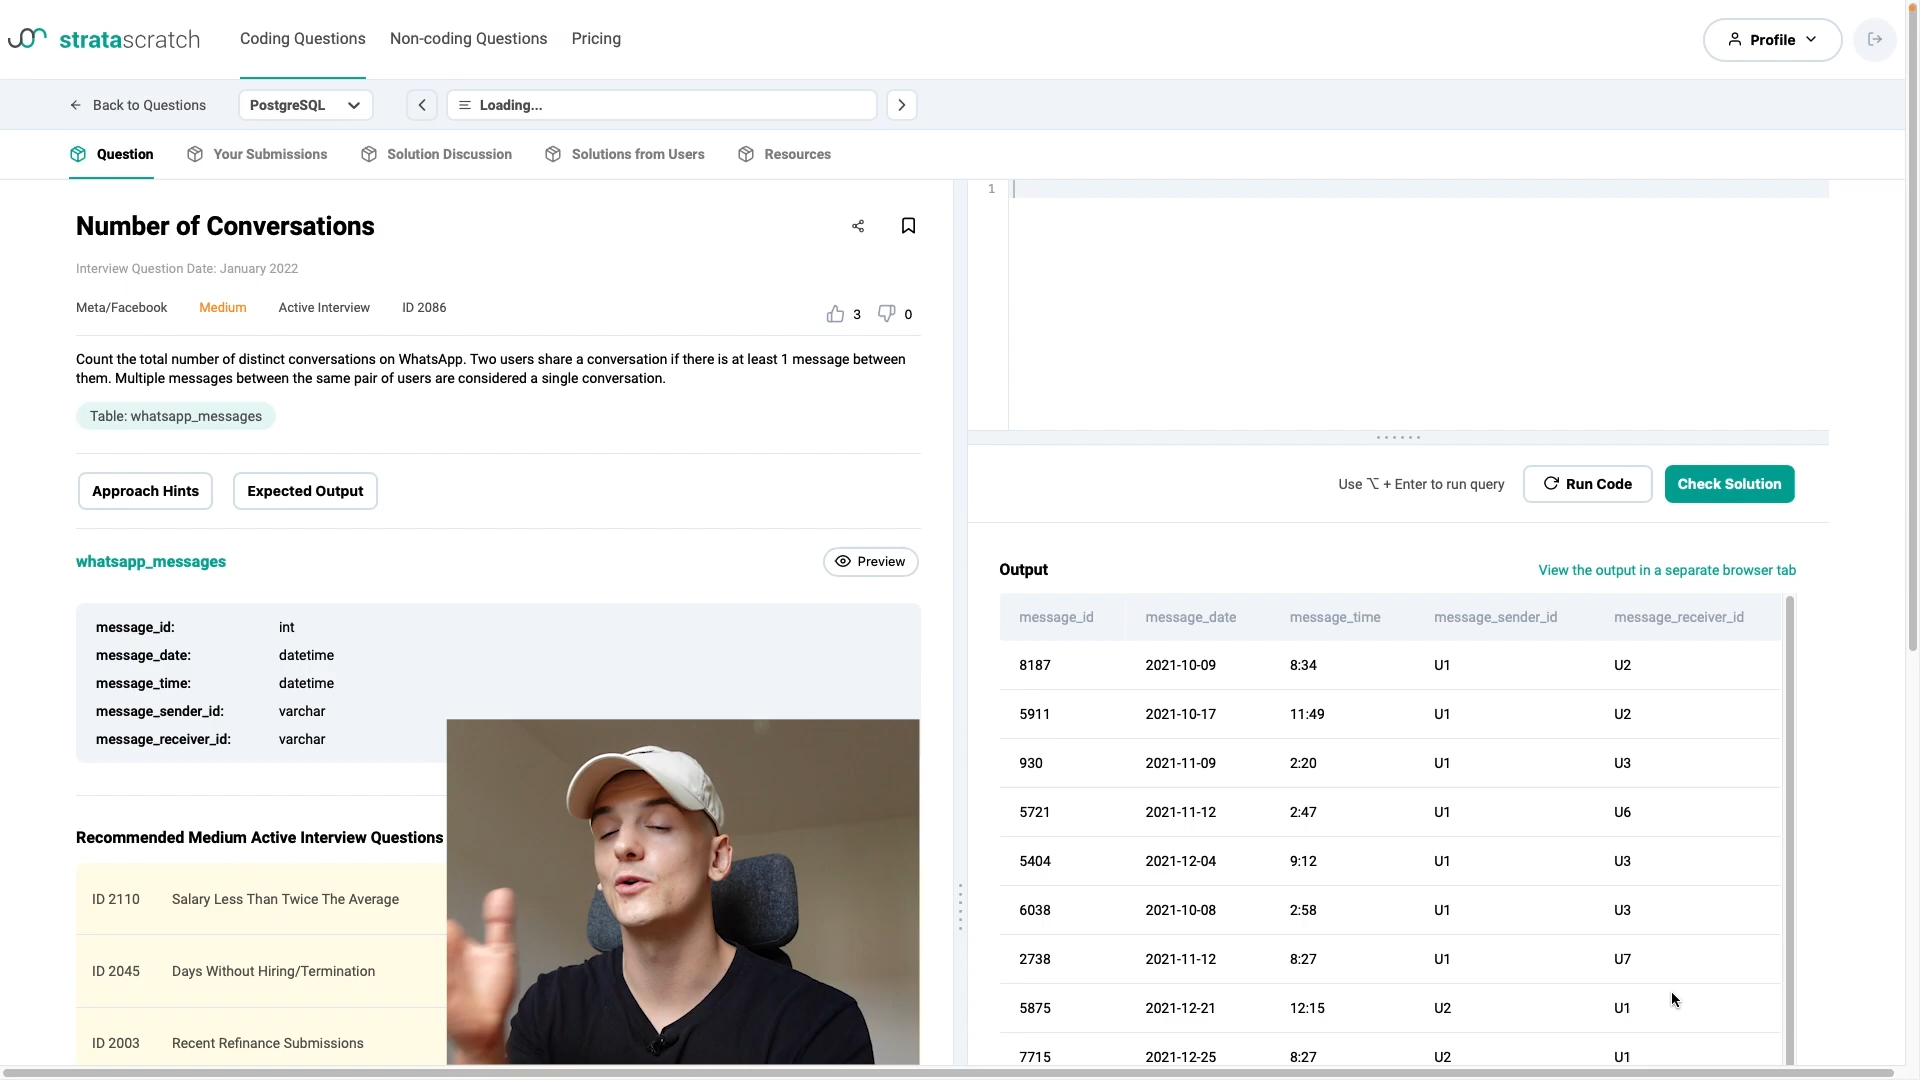 stratascratch Coding Questions Non-coding Questions Pricing Profile
Back to Questions PostgreSQL Loading...
Question Your Submissions Solution Discussion Solutions from Users Resources
Number of Conversations
Interview Question Date: January 2022
Meta/Facebook Medium Active Interview ID 2086 3 0
Count the total number of distinct conversations on WhatsApp. Two users share a conversation if there is at least 1 message between
them. Multiple messages between the same pair of users are considered a single conversation.
Table: whatsapp_messages
Approach Hints Expected Output
whatsapp_messages Preview
message_id: int
message_date: datetime
message_time: datetime
message_sender_id: varchar
message_receiver_id: varchar
Recommended Medium Active Interview Questions
ID 2110 Salary Less Than Twice The Average
ID 2045 Days Without Hiring/Termination
ID 2003 Recent Refinance Submissions
1
Use ⌥ + Enter to run query Run Code Check Solution
Output View the output in a separate browser tab
message_id message_date message_time message_sender_id message_receiver_id
8187 2021-10-09 8:34 U1 U2
5911 2021-10-17 11:49 U1 U2
930 2021-11-09 2:20 U1 U3
5721 2021-11-12 2:47 U1 U6
5404 2021-12-04 9:12 U1 U3
6038 2021-10-08 2:58 U1 U3
2738 2021-11-12 8:27 U1 U7
5875 2021-12-21 12:15 U2 U1
7715 2021-12-25 8:27 U2 U1